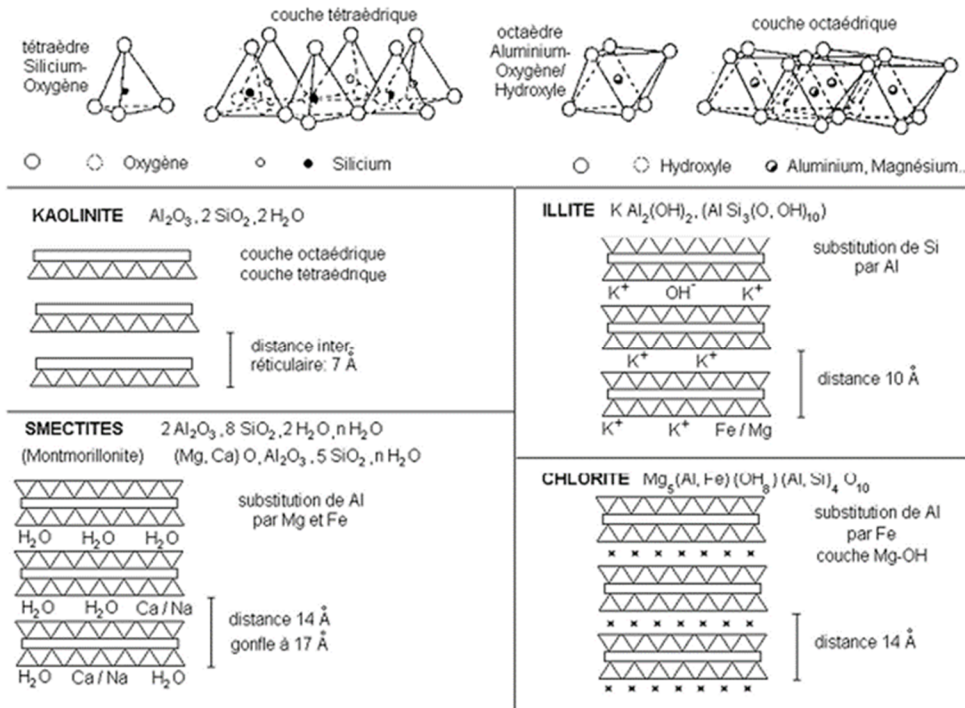 couche tétraèdrique
tétraèdre
Silicium-
Oxygène
Oxygène
Silicium
couche octaédrique
octaèdre
Aluminium-
Oxygène/
Hydroxyle
Hydroxyle
Aluminium, Magnésium..
KAOLINITE Al₂O₃, 2 SiO₂, 2 H₂O
couche octaédrique
couche tétraédrique
distance inter-
réticulaire: 7 Å
ILLITE K Al₂(OH)₂, (Al Si₃(O, OH)₁₀)
substitution de Si
par Al
K⁺ OH⁻ K⁺
K⁺ K⁺
distance 10 Å
K⁺ K⁺ Fe / Mg
SMECTITES 2 Al₂O₃, 8 SiO₂, 2 H₂O, n H₂O
(Montmorillonite) (Mg, Ca) O, Al₂O₃, 5 SiO₂, n H₂O
substitution de Al
par Mg et Fe
H₂O H₂O H₂O
H₂O H₂O Ca / Na
distance 14 Å
gonfle à 17 Å
H₂O Ca / Na H₂O
CHLORITE Mg₅(Al, Fe) (OH₈) (Al, Si)₄ O₁₀
substitution de Al
par Fe
couche Mg-OH
distance 14 Å